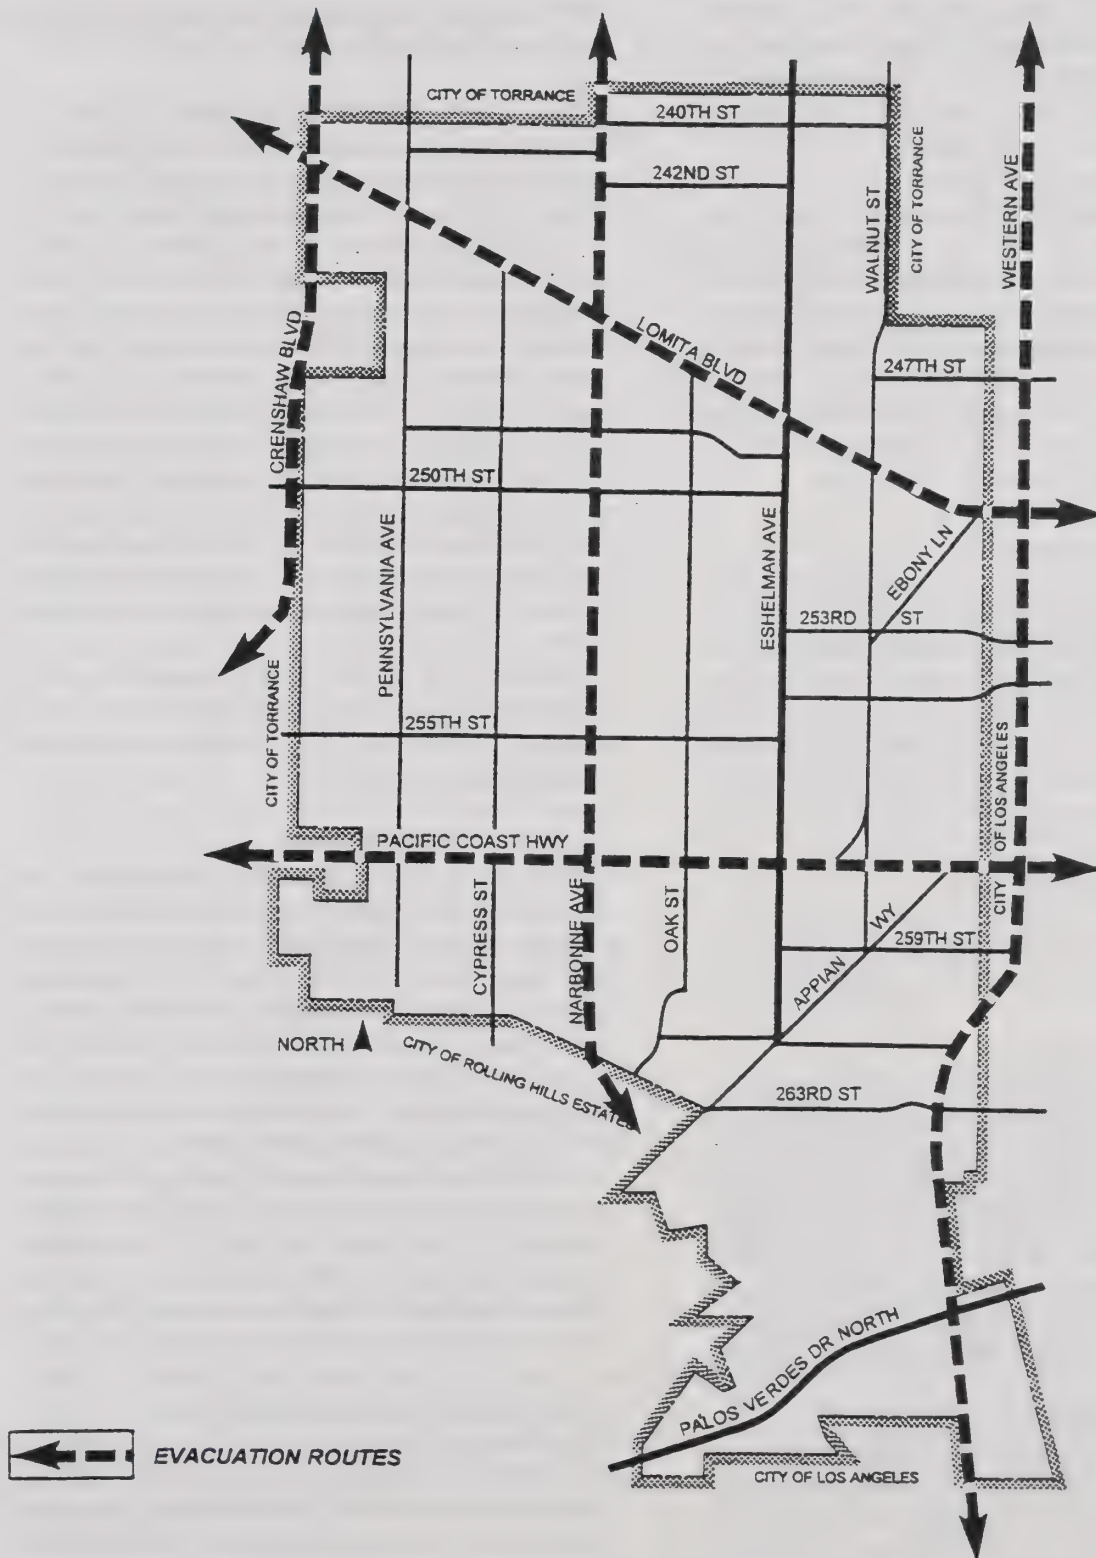 CITY OF TORRANCE
240TH ST
242ND ST
WALNUT ST
CITY OF TORRANCE
WESTERN AVE
CRENSHAW BLVD
LOMITA BLVD
247TH ST
250TH ST
PENNSYLVANIA AVE
ESHELMAN AVE
EBONY LN
253RD ST
CITY OF TORRANCE
255TH ST
CITY OF LOS ANGELES
PACIFIC COAST HWY
CYPRESS ST
NARBONNE AVE
OAK ST
APPIAN WY
259TH ST
NORTH
CITY OF ROLLING HILLS ESTATES
263RD ST
PALOS VERDES DR NORTH
EVACUATION ROUTES
CITY OF LOS ANGELES